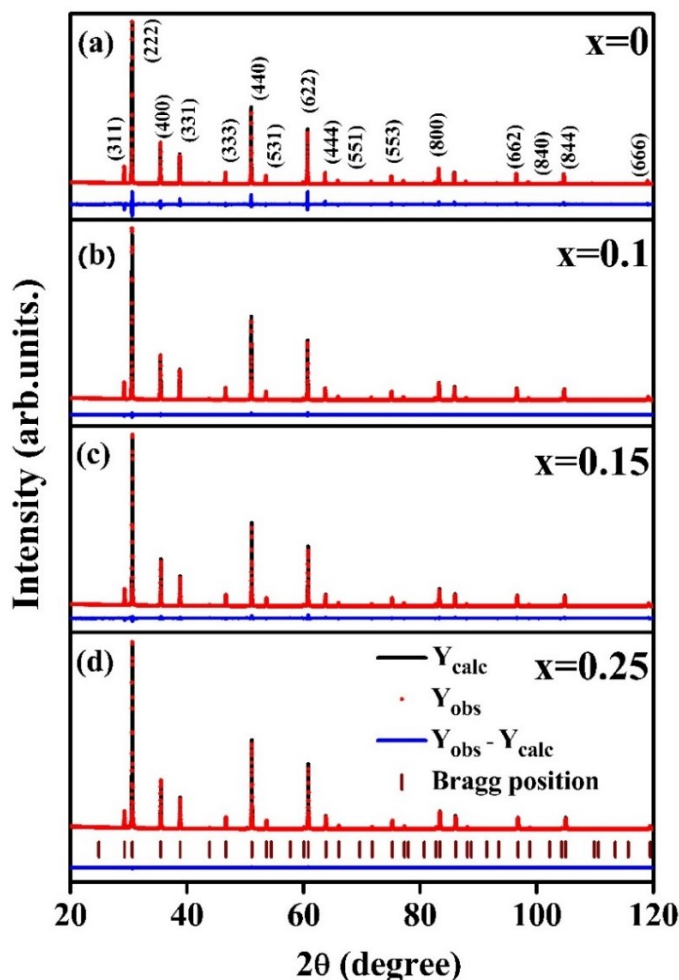 Intensity (arb.units.)
(a)
x=0
(311)
(222)
(400)
(331)
(333)
(440)
(531)
(622)
(444)
(551)
(553)
(800)
(662)
(840)
(844)
(666)
(b)
x=0.1
(c)
x=0.15
(d)
x=0.25
Ycalc
Yobs
Yobs - Ycalc
Bragg position
20 40 60 80 100 120
2θ (degree)